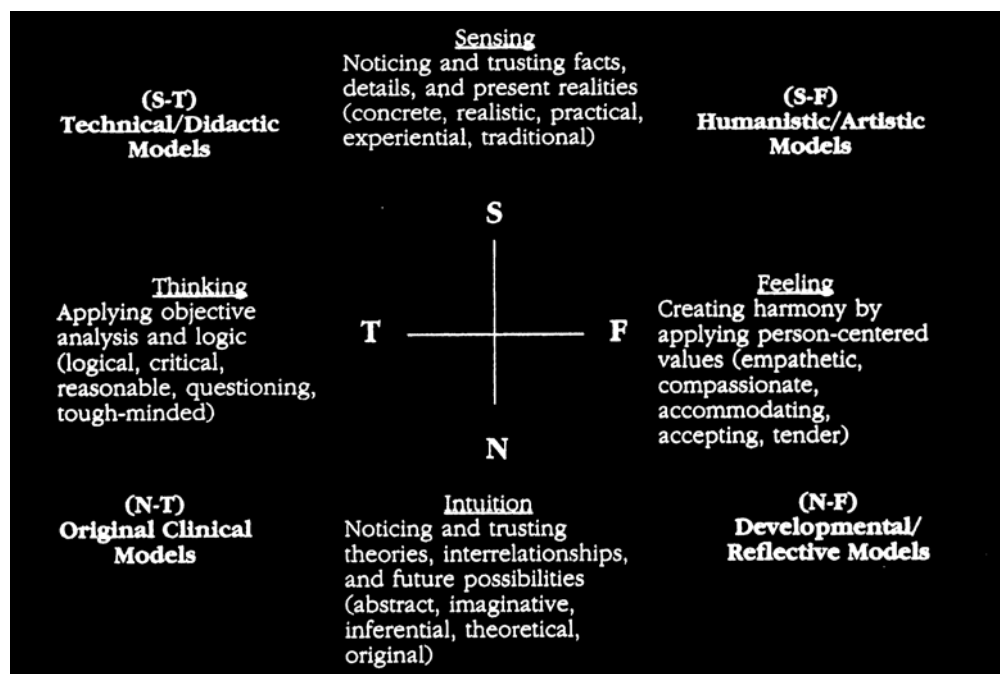 Sensing
Noticing and trusting facts,
details, and present realities
(concrete, realistic, practical,
experiential, traditional)
(S-T)
Technical/Didactic
Models
(S-F)
Humanistic/Artistic
Models
S
Thinking
Applying objective
analysis and logic
(logical, critical,
reasonable, questioning,
tough-minded)
T
F
Feeling
Creating harmony by
applying person-centered
values (empathetic,
compassionate,
accommodating,
accepting, tender)
N
(N-T)
Original Clinical
Models
Intuition
Noticing and trusting
theories, interrelationships,
and future possibilities
(abstract, imaginative,
inferential, theoretical,
original)
(N-F)
Developmental/
Reflective Models